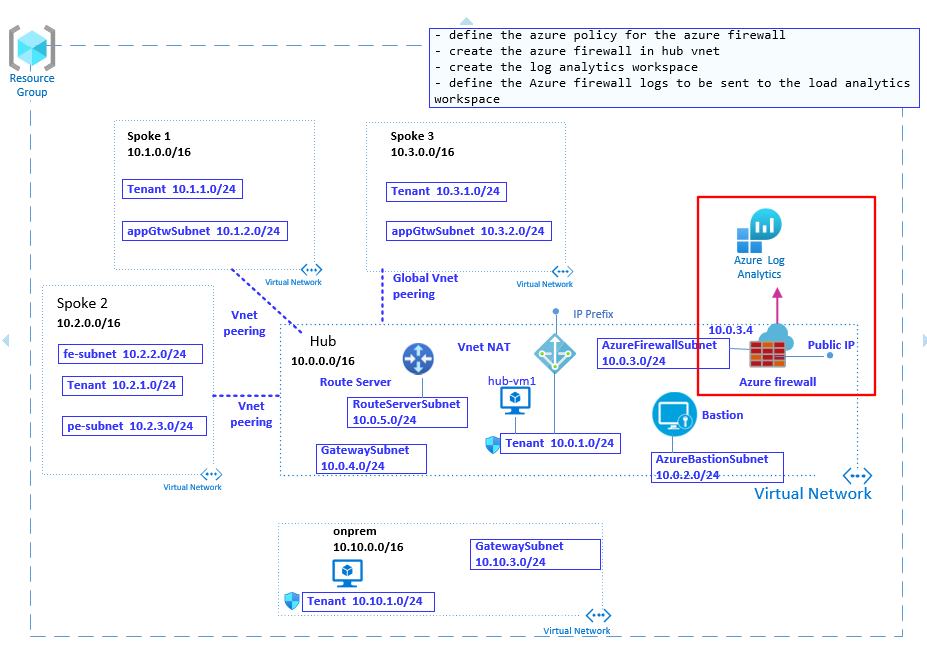 - define the azure policy for the azure firewall
- create the azure firewall in hub vnet
- create the log analytics workspace
- define the Azure firewall logs to be sent to the load analytics
workspace
Resource
Group
Spoke 1
10.1.0.0/16
Tenant 10.1.1.0/24
appGtwSubnet 10.1.2.0/24
Virtual Network
Spoke 3
10.3.0.0/16
Tenant 10.3.1.0/24
appGtwSubnet 10.3.2.0/24
Virtual Network
Azure Log
Analytics
Spoke 2
10.2.0.0/16
fe-subnet 10.2.2.0/24
Tenant 10.2.1.0/24
pe-subnet 10.2.3.0/24
Virtual Network
Vnet
peering
Global Vnet
peering
Vnet
peering
Hub
10.0.0.0/16
Route Server
RouteServerSubnet
10.0.5.0/24
GatewaySubnet
10.0.4.0/24
Vnet NAT
IP Prefix
hub-vm1
Tenant 10.0.1.0/24
AzureFirewallSubnet
10.0.3.0/24
10.0.3.4
Public IP
Azure firewall
Bastion
AzureBastionSubnet
10.0.2.0/24
Virtual Network
onprem
10.10.0.0/16
Tenant 10.10.1.0/24
GatewaySubnet
10.10.3.0/24
Virtual Network